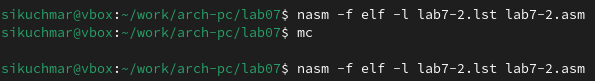 sikuchmar@vbox:~/work/arch-pc/lab07$ nasm -f elf -l lab7-2.lst lab7-2.asm
sikuchmar@vbox:~/work/arch-pc/lab07$ mc
sikuchmar@vbox:~/work/arch-pc/lab07$ nasm -f elf -l lab7-2.lst lab7-2.asm